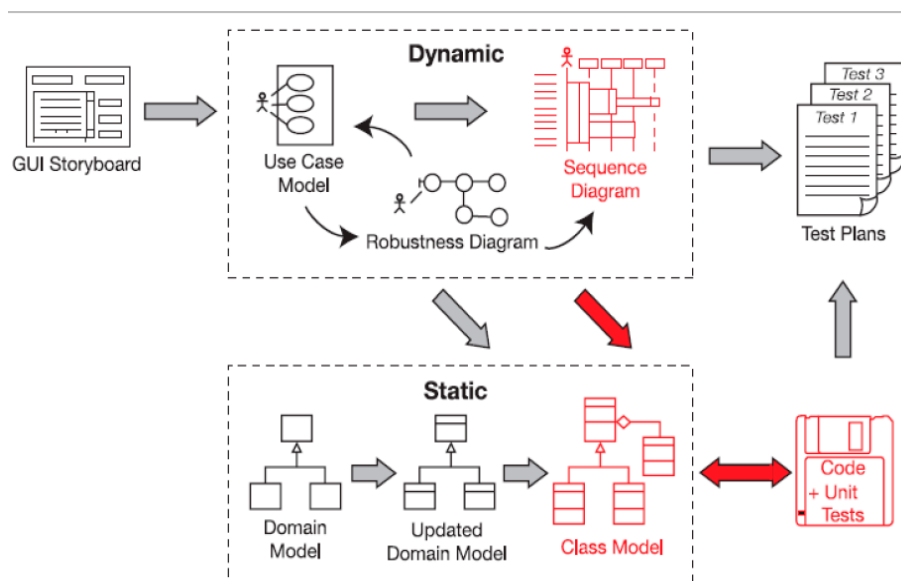 Dynamic
GUI Storyboard
Use Case
Model
Sequence
Diagram
Robustness Diagram
Test 3
Test 2
Test 1
Test Plans
Static
Domain
Model
Updated
Domain Model
Class Model
Code
+ Unit
Tests